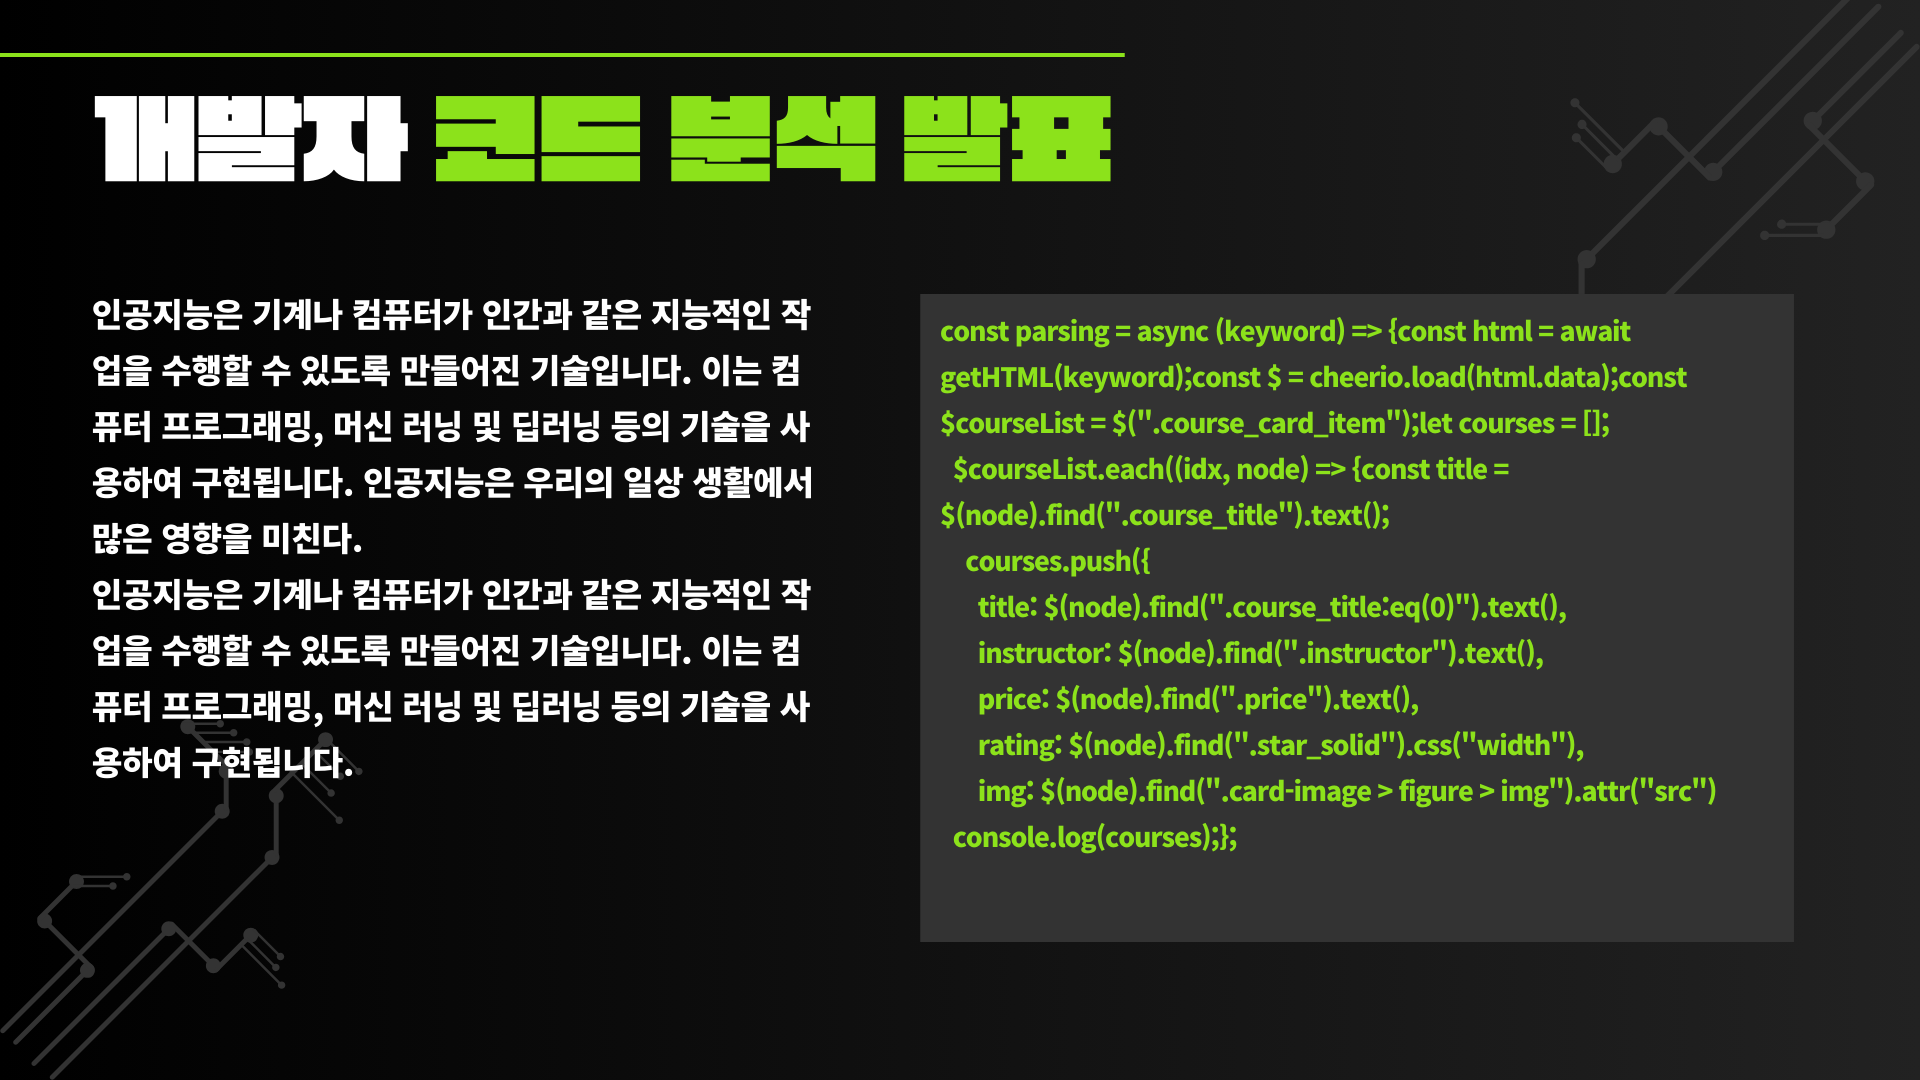 개발자 코드 분석 발표
인공지능은 기계나 컴퓨터가 인간과 같은 지능적인 작
업을 수행할 수 있도록 만들어진 기술입니다. 이는 컴
퓨터 프로그래밍, 머신 러닝 및 딥러닝 등의 기술을 사
용하여 구현됩니다. 인공지능은 우리의 일상 생활에서
많은 영향을 미친다.
인공지능은 기계나 컴퓨터가 인간과 같은 지능적인 작
업을 수행할 수 있도록 만들어진 기술입니다. 이는 컴
퓨터 프로그래밍, 머신 러닝 및 딥러닝 등의 기술을 사
용하여 구현됩니다.
const parsing = async (keyword) => {const html = await
getHTML(keyword);const $ = cheerio.load(html.data);const
$courseList = $(".course_card_item");let courses = [];
  $courseList.each((idx, node) => {const title =
$(node).find(".course_title").text();
    courses.push({
      title: $(node).find(".course_title:eq(0)").text(),
      instructor: $(node).find(".instructor").text(),
      price: $(node).find(".price").text(),
      rating: $(node).find(".star_solid").css("width"),
      img: $(node).find(".card-image > figure > img").attr("src")
  console.log(courses);};